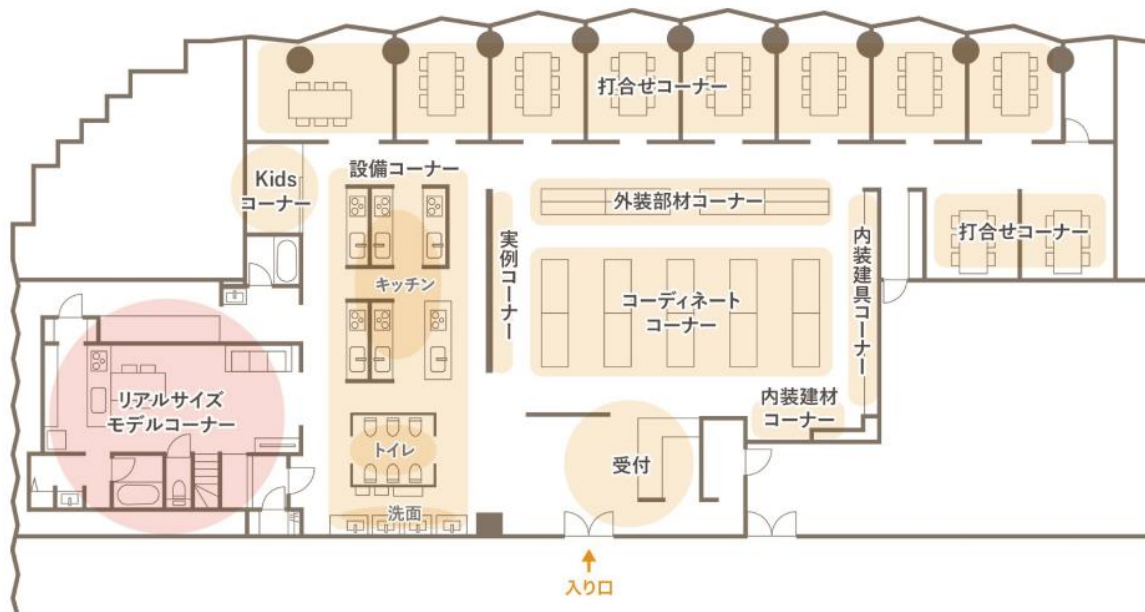 打合せコーナー
設備コーナー
Kids
コーナー
外装部材コーナー
打合せコーナー
実例コーナー
内装建具コーナー
キッチン
コーディネート
コーナー
リアルサイズ
モデルコーナー
内装建材
コーナー
トイレ
受付
洗面
入り口